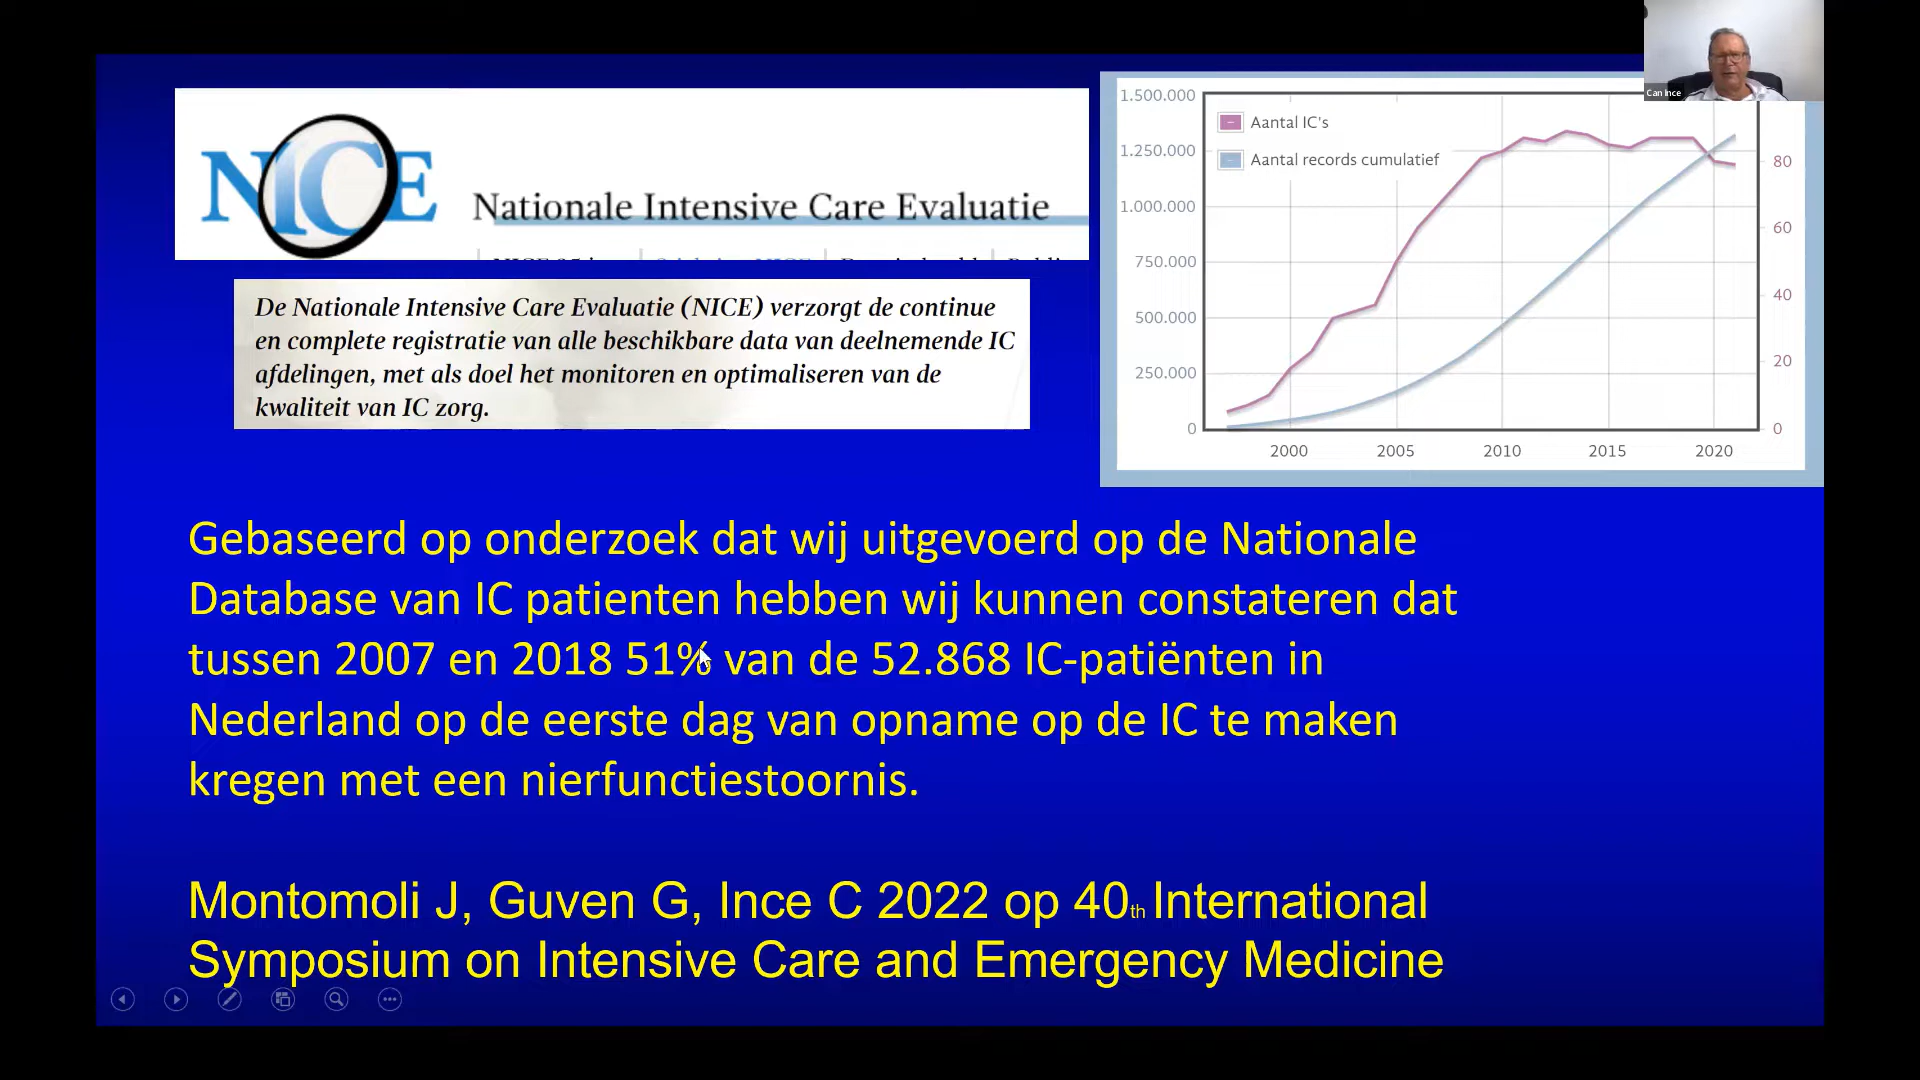 NICE
Nationale Intensive Care Evaluatie
De Nationale Intensive Care Evaluatie (NICE) verzorgt de continue
en complete registratie van alle beschikbare data van deelnemende IC
afdelingen, met als doel het monitoren en optimaliseren van de
kwaliteit van IC zorg.
Can Ince
Aantal IC's
Aantal records cumulatief
1.500.000
1.250.000
1.000.000
750.000
500.000
250.000
0
80
60
40
20
0
2000 2005 2010 2015 2020
Gebaseerd op onderzoek dat wij uitgevoerd op de Nationale
Database van IC patienten hebben wij kunnen constateren dat
tussen 2007 en 2018 51% van de 52.868 IC-patiënten in
Nederland op de eerste dag van opname op de IC te maken
kregen met een nierfunctiestoornis.
Montomoli J, Guven G, Ince C 2022 op 40th International
Symposium on Intensive Care and Emergency Medicine